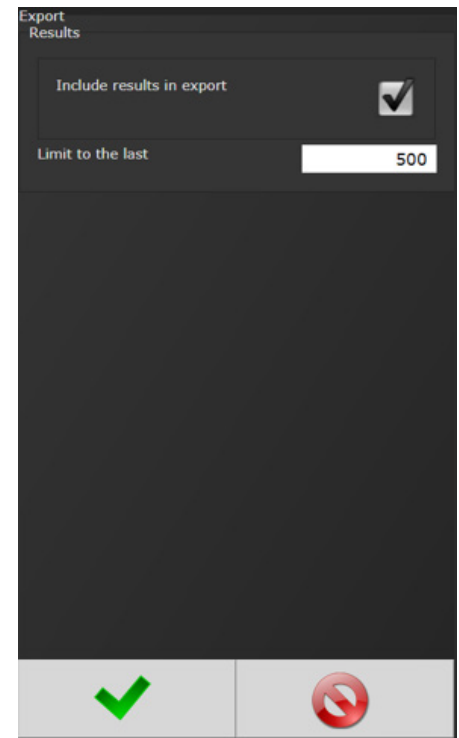 Export
Results
Include results in export
Limit to the last
500